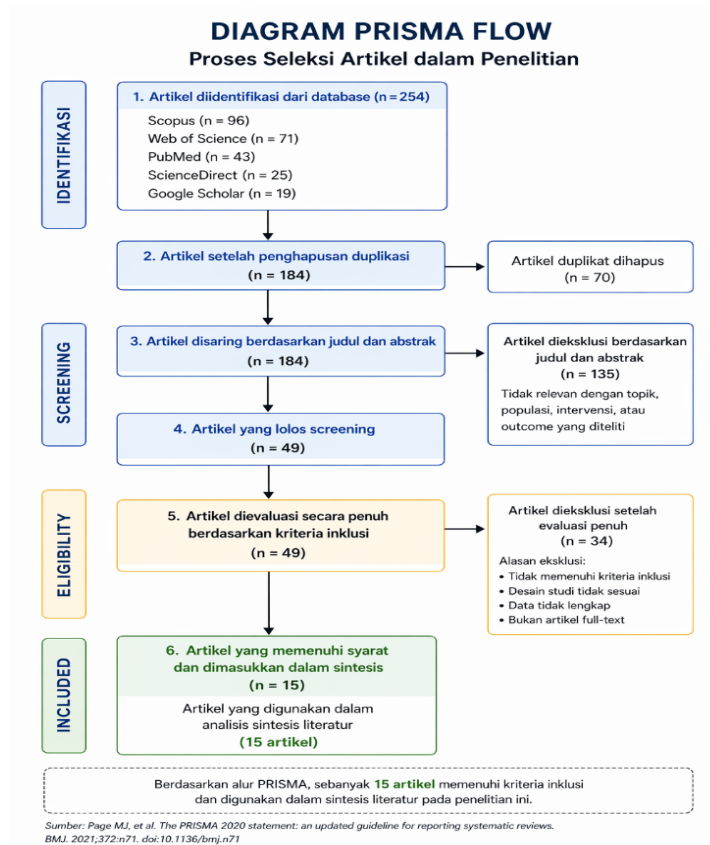 DIAGRAM PRISMA FLOW
Proses Seleksi Artikel dalam Penelitian
IDENTIFIKASI
1. Artikel diidentifikasi dari database (n = 254)
Scopus (n = 96)
Web of Science (n = 71)
PubMed (n = 43)
ScienceDirect (n = 25)
Google Scholar (n = 19)
2. Artikel setelah penghapusan duplikasi
(n = 184)
Artikel duplikat dihapus
(n = 70)
SCREENING
3. Artikel disaring berdasarkan judul dan abstrak
(n = 184)
Artikel dieksklusi berdasarkan
judul dan abstrak
(n = 135)
Tidak relevan dengan topik,
populasi, intervensi, atau
outcome yang diteliti
4. Artikel yang lolos screening
(n = 49)
ELIGIBILITY
5. Artikel dievaluasi secara penuh
berdasarkan kriteria inklusi
(n = 49)
Artikel dieksklusi setelah
evaluasi penuh
(n = 34)
Alasan eksklusi:
• Tidak memenuhi kriteria inklusi
• Desain studi tidak sesuai
• Data tidak lengkap
• Bukan artikel full-text
INCLUDED
6. Artikel yang memenuhi syarat
dan dimasukkan dalam sintesis
(n = 15)
Artikel yang digunakan dalam
analisis sintesis literatur
(15 artikel)
Berdasarkan alur PRISMA, sebanyak 15 artikel memenuhi kriteria inklusi
dan digunakan dalam sintesis literatur pada penelitian ini.
Sumber: Page MJ, et al. The PRISMA 2020 statement: an updated guideline for reporting systematic reviews.
BMJ. 2021;372:n71. doi:10.1136/bmj.n71